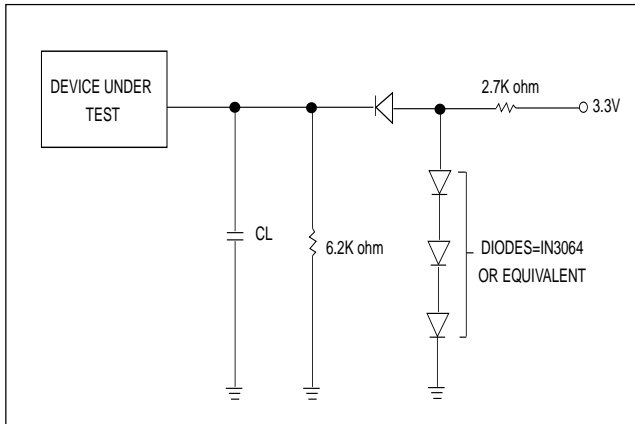 DEVICE UNDER
TEST
2.7K ohm
3.3V
CL
6.2K ohm
DIODES=IN3064
OR EQUIVALENT